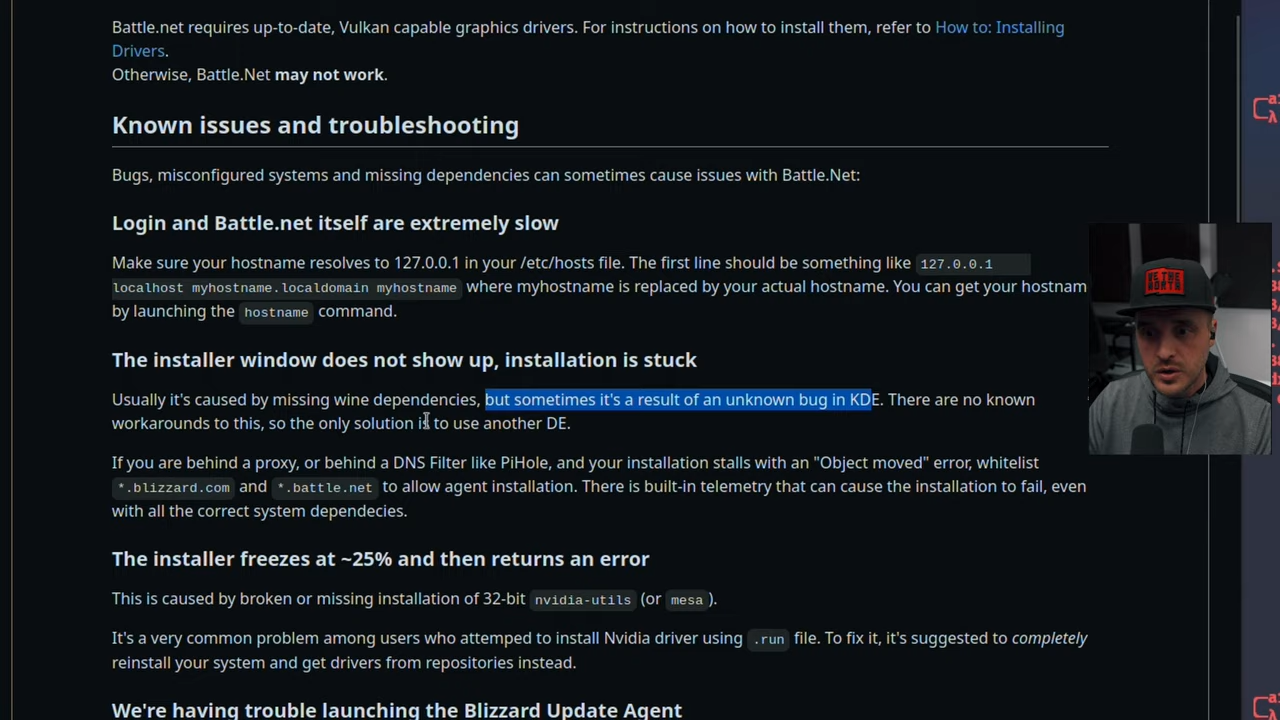 Battle.net requires up-to-date, Vulkan capable graphics drivers. For instructions on how to install them, refer to How to: Installing
Drivers.
Otherwise, Battle.Net may not work.
Known issues and troubleshooting
Bugs, misconfigured systems and missing dependencies can sometimes cause issues with Battle.Net:
Login and Battle.net itself are extremely slow
Make sure your hostname resolves to 127.0.0.1 in your /etc/hosts file. The first line should be something like 127.0.0.1
localhost myhostname.localdomain myhostname where myhostname is replaced by your actual hostname. You can get your hostnam
by launching the hostname command.
The installer window does not show up, installation is stuck
Usually it's caused by missing wine dependencies, but sometimes it's a result of an unknown bug in KDE. There are no known
workarounds to this, so the only solution is to use another DE.
If you are behind a proxy, or behind a DNS Filter like PiHole, and your installation stalls with an "Object moved" error, whitelist
*.blizzard.com and *.battle.net to allow agent installation. There is built-in telemetry that can cause the installation to fail, even
with all the correct system dependecies.
The installer freezes at ~25% and then returns an error
This is caused by broken or missing installation of 32-bit nvidia-utils (or mesa).
It's a very common problem among users who attemped to install Nvidia driver using .run file. To fix it, it's suggested to completely
reinstall your system and get drivers from repositories instead.
We're having trouble launching the Blizzard Update Agent
WE THE
NORTH